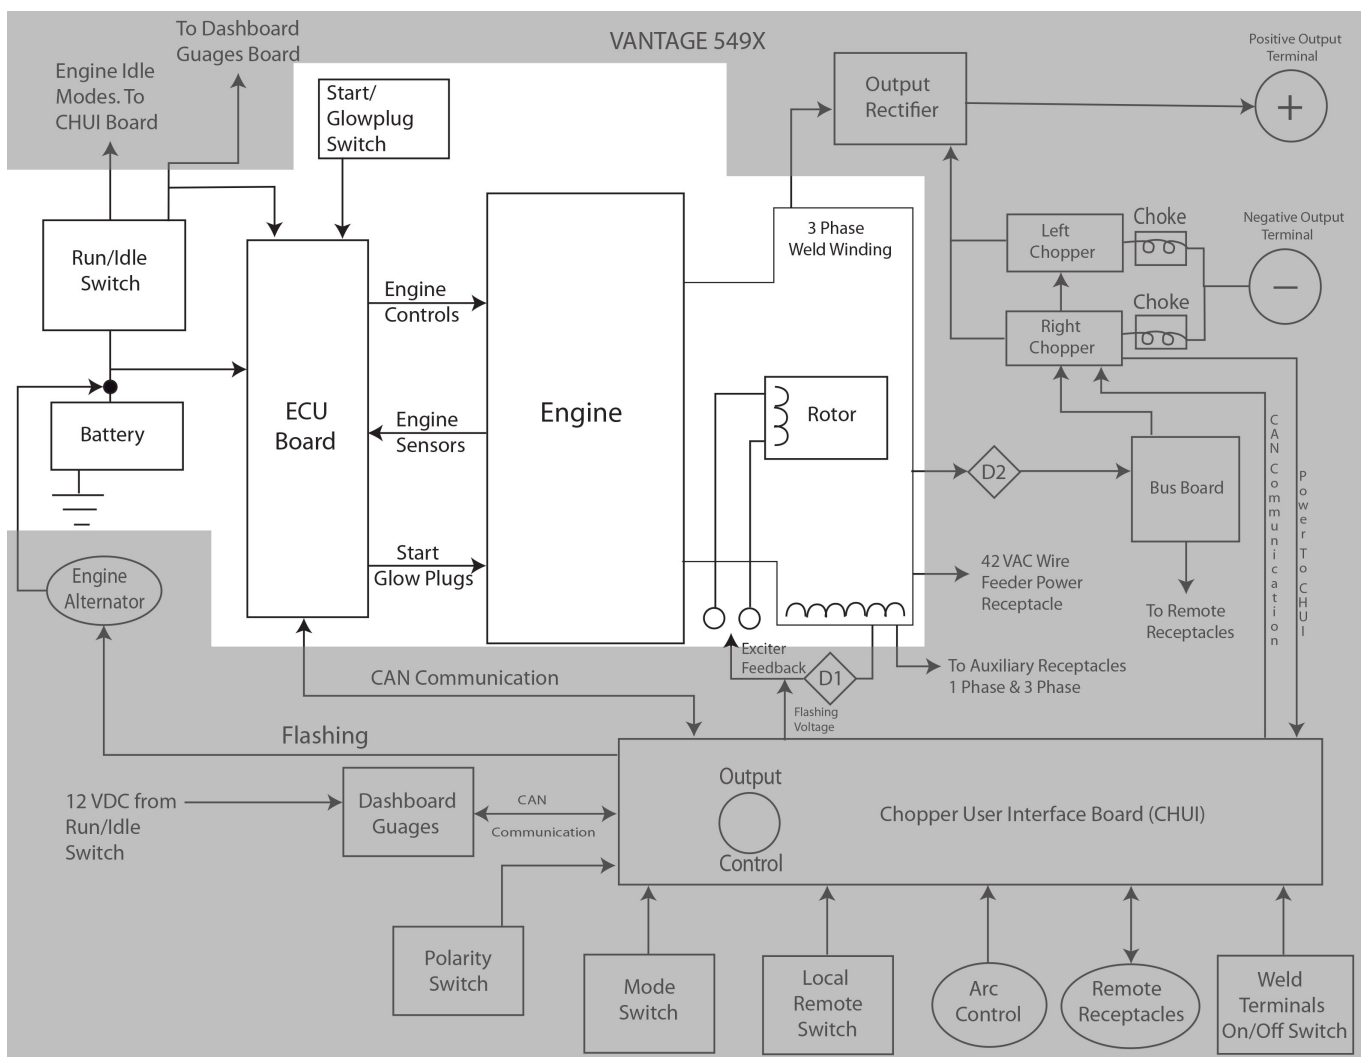 VANTAGE 549X
To Dashboard
Guages Board
Engine Idle
Modes. To
CHUI Board
Start/
Glowplug
Switch
Output
Rectifier
Positive Output
Terminal
+
Run/Idle
Switch
3 Phase
Weld Winding
Left
Chopper
Choke
Negative Output
Terminal
−
Right
Chopper
Choke
Engine
Controls
ECU
Board
Engine
Sensors
Engine
Rotor
Battery
D2
Bus Board
CAN Communication
Power To CHUI
Start
Glow Plugs
Engine
Alternator
42 VAC Wire
Feeder Power
Receptacle
To Remote
Receptacles
Exciter
Feedback
D1
To Auxiliary Receptacles
1 Phase & 3 Phase
CAN Communication
Flashing
Voltage
Flashing
12 VDC from
Run/Idle
Switch
Dashboard
Guages
CAN
Communication
Output
Control
Chopper User Interface Board (CHUI)
Polarity
Switch
Mode
Switch
Local
Remote
Switch
Arc
Control
Remote
Receptacles
Weld
Terminals
On/Off Switch